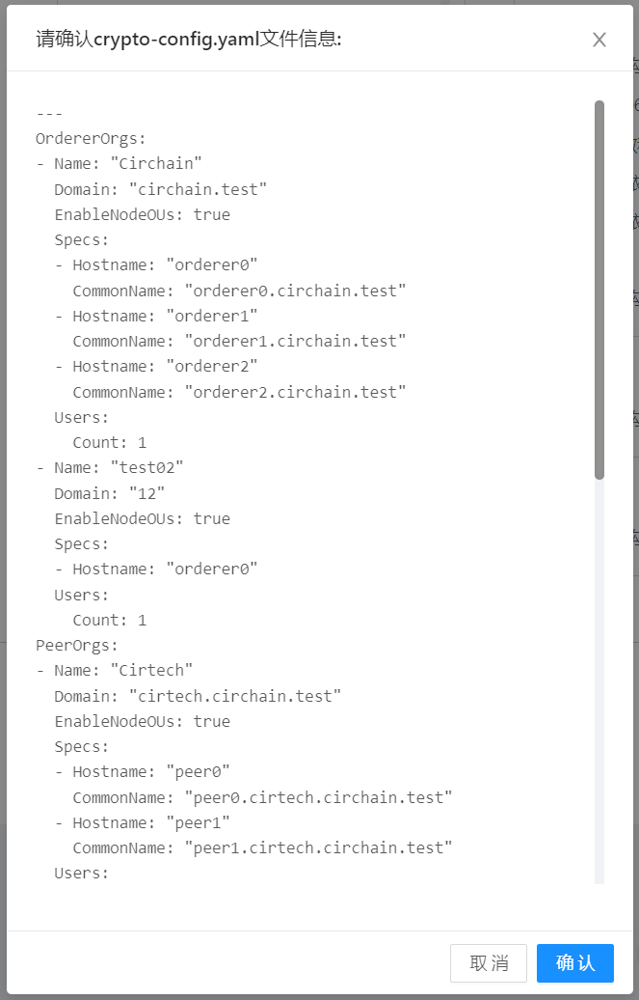 请确认crypto-config.yaml文件信息:
---
OrdererOrgs:
- Name: "Circhain"
  Domain: "circhain.test"
  EnableNodeOUs: true
  Specs:
  - Hostname: "orderer0"
    CommonName: "orderer0.circhain.test"
  - Hostname: "orderer1"
    CommonName: "orderer1.circhain.test"
  - Hostname: "orderer2"
    CommonName: "orderer2.circhain.test"
  Users:
    Count: 1
- Name: "test02"
  Domain: "12"
  EnableNodeOUs: true
  Specs:
  - Hostname: "orderer0"
  Users:
    Count: 1
PeerOrgs:
- Name: "Cirtech"
  Domain: "cirtech.circhain.test"
  EnableNodeOUs: true
  Specs:
  - Hostname: "peer0"
    CommonName: "peer0.cirtech.circhain.test"
  - Hostname: "peer1"
    CommonName: "peer1.cirtech.circhain.test"
  Users:
取消 确认